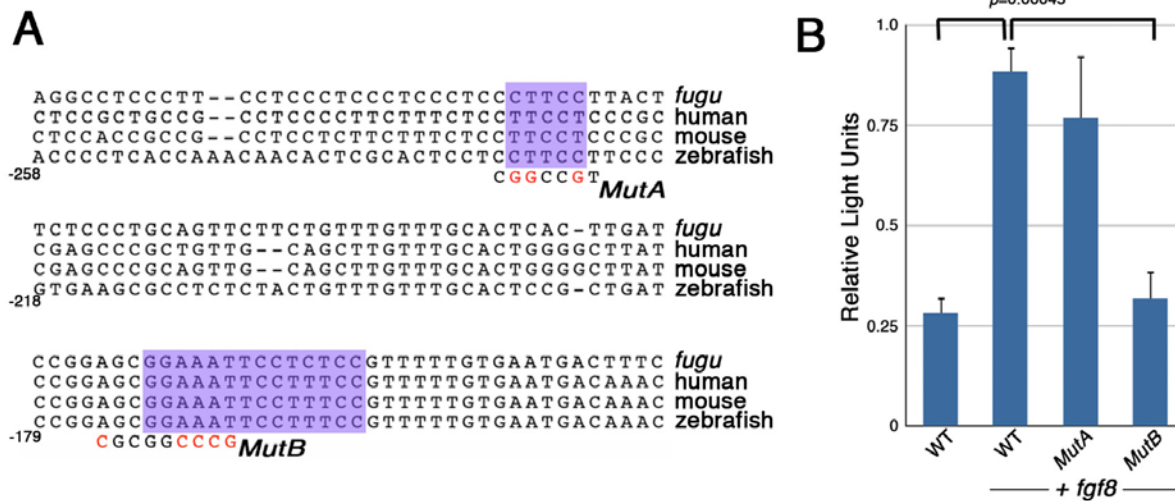 A
AGGCCTCCCTT--CCTCCCTCCCTCCCTCCCTTCCTTACT fugu
CTCCGCTGCCG--CCTCCCCTTCTTTCTCCTTCCTCCCGC human
CTCCACCGCCG--CCTCCTCTTCTTTCTCCTTCCTCCCGC mouse
ACCCCTCACCAAACAACACTCGCACTCCTCCTTCCTTCCC zebrafish
-258
CGGCCGT MutA
TCTCCCTGCAGTTCTTCTGTTTGTTTGCACTCAC-TTGAT fugu
CGAGCCCGCTGTTG--CAGCTTGTTTGCACTGGGGCTTAT human
CGAGCCCGCAGTTG--CAGCTTGTTTGCACTGGGGCTTAT mouse
GTGAAGCGCCTCTCTACTGTTTGTTTGCACTCCG-CTGAT zebrafish
-218
CCGGAGCGGAAATTCCTCTCCGTTTTTGTGAATGACTTTC fugu
CCGGAGCGGAAATTCCTTTCCGTTTTTGTGAATGACAAAC human
CCGGAGCGGAAATTCCTTTCCGTTTTTGTGAATGACAAAC mouse
CCGGAGCGGAAATTCCTTTCCGTTTTTGTGAATGACAAAC zebrafish
-179
CGCGGCCCG MutB
B
Relative Light Units
1.0
0.75
0.5
0.25
0
WT WT MutA MutB
+ fgf8